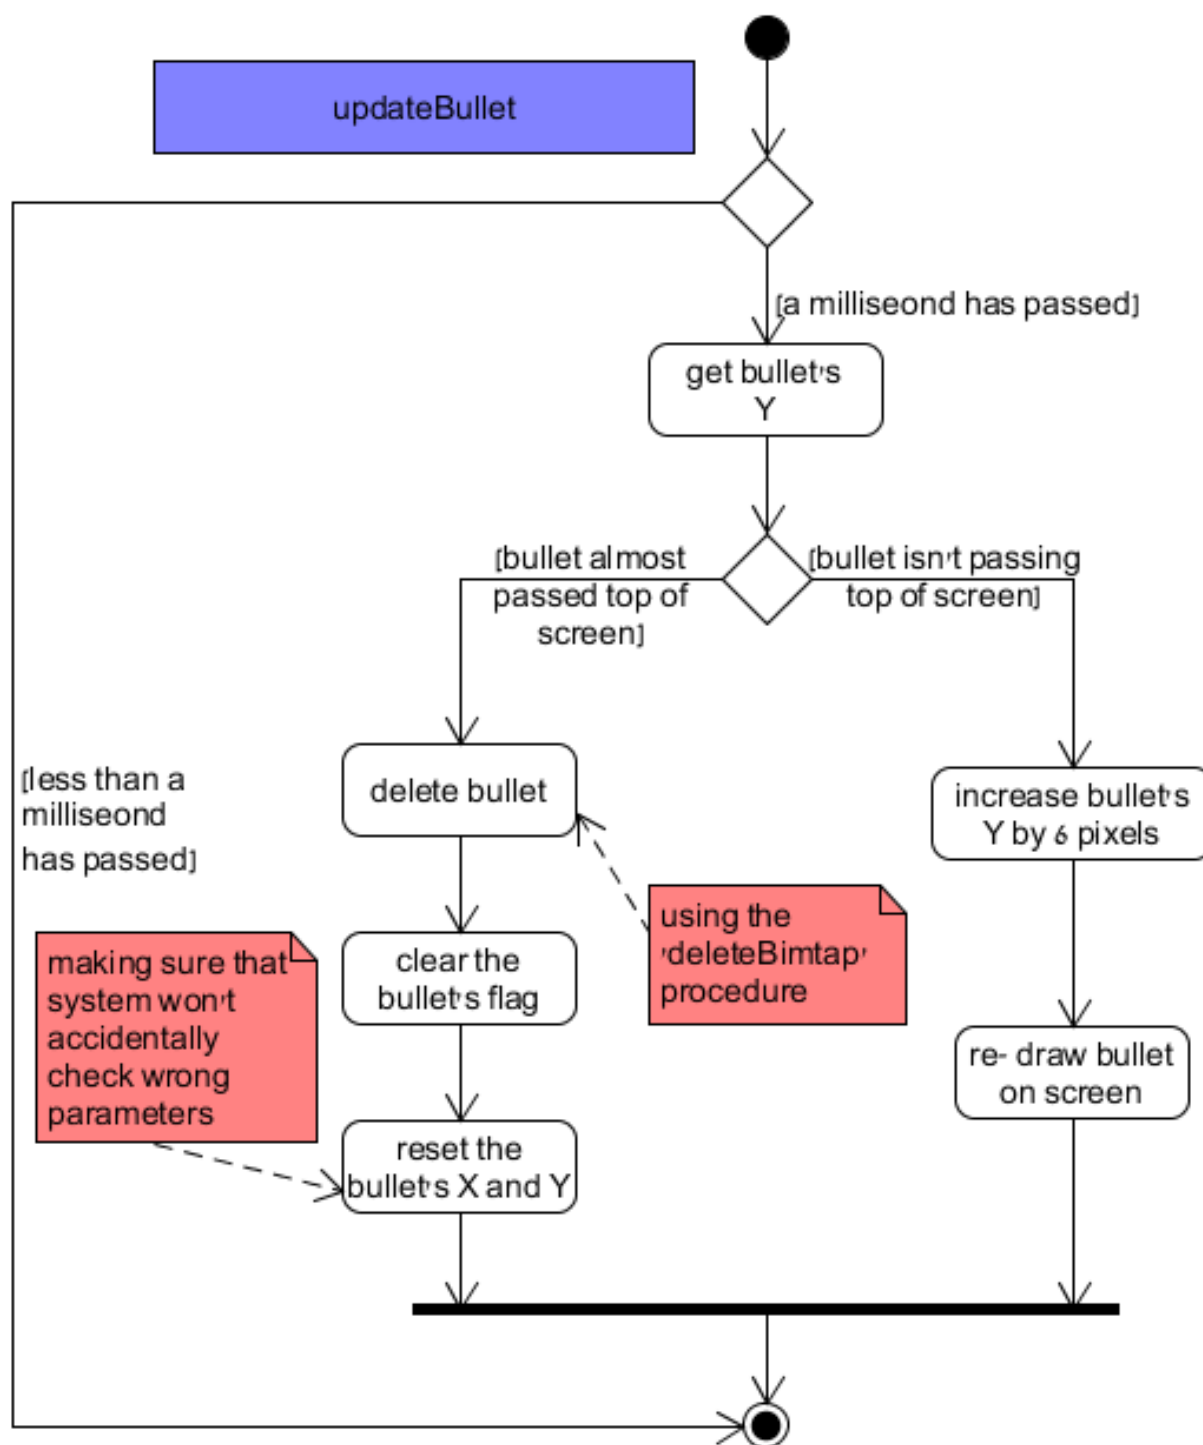 updateBullet
[a milliseond has passed]
get bullet's
Y
[bullet almost
passed top of
screen]
[bullet isn't passing
top of screen]
[less than a
milliseond
has passed]
delete bullet
increase bullet's
Y by 6 pixels
using the
'deleteBimtap'
procedure
making sure that
system won't
accidentally
check wrong
parameters
clear the
bullet's flag
re- draw bullet
on screen
reset the
bullet's X and Y